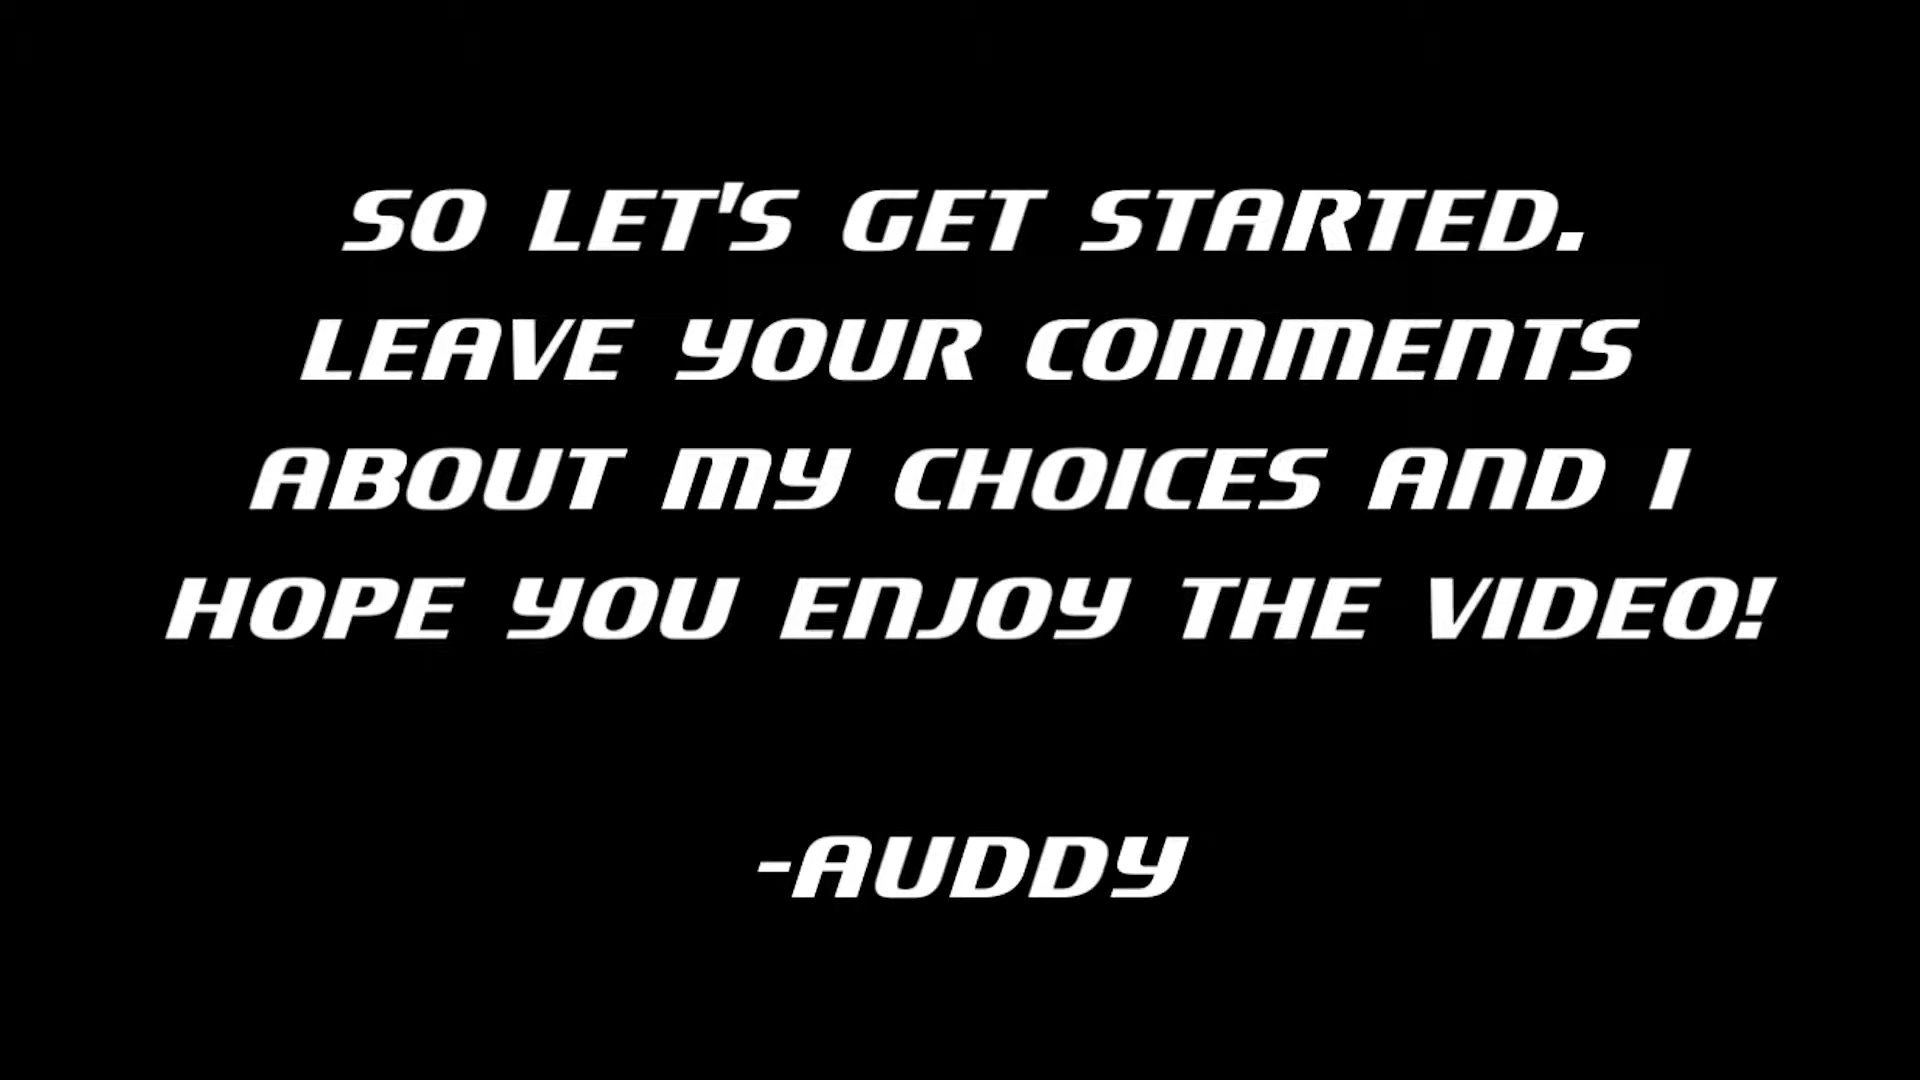 SO LET'S GET STARTED.
LEAVE YOUR COMMENTS
ABOUT MY CHOICES AND I
HOPE YOU ENJOY THE VIDEO!
-AUDDY